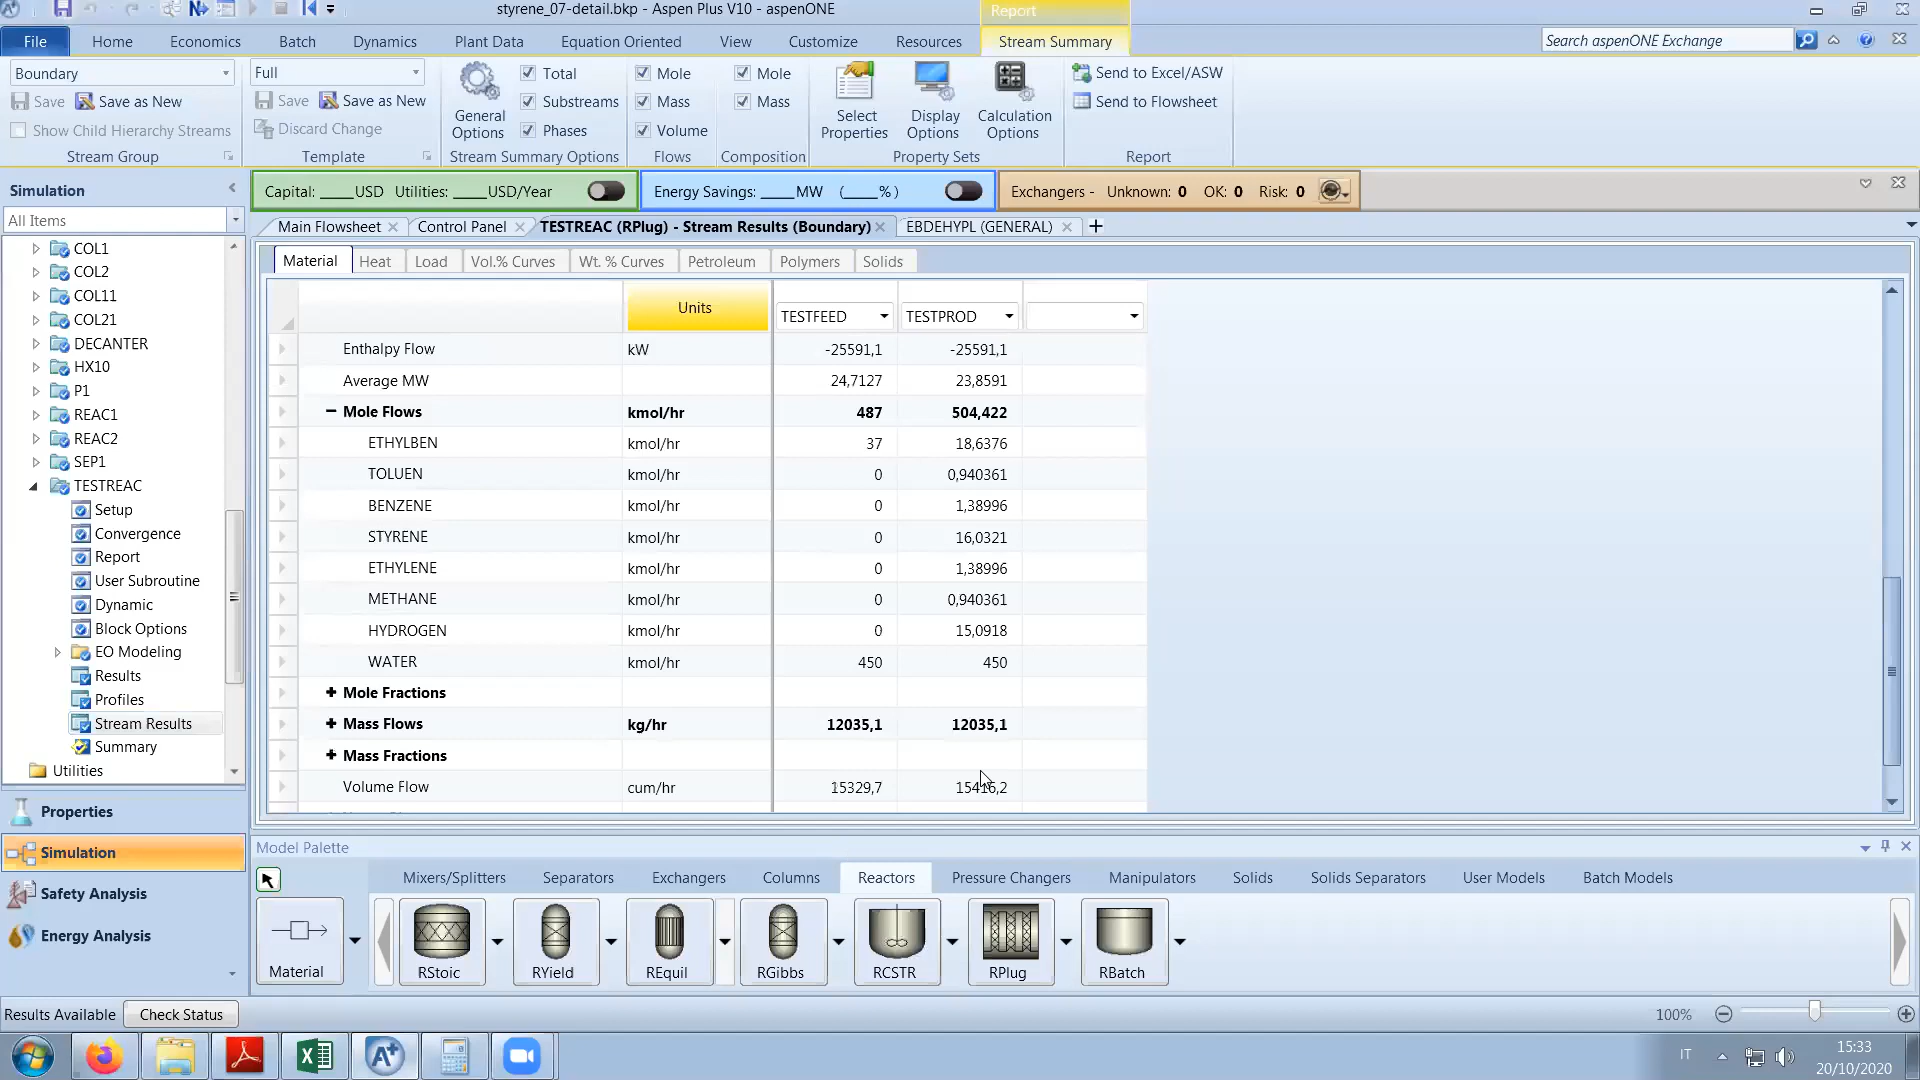 styrene_07-detail.bkp - Aspen Plus V10 - aspenONE
Report
File Home Economics Batch Dynamics Plant Data Equation Oriented View Customize Resources Stream Summary Search aspenONE Exchange
Boundary
Save Save as New
Show Child Hierarchy Streams
Stream Group
Full
Save Save as New
Discard Change
Template
General Options
Total
Substreams
Phases
Stream Summary Options
Mole
Mass
Volume
Flows
Mole
Mass
Composition
Select Properties
Display Options
Calculation Options
Property Sets
Send to Excel/ASW
Send to Flowsheet
Report
Simulation
Capital: ____USD Utilities: ____USD/Year
Energy Savings: ____MW (____%)
Exchangers - Unknown: 0 OK: 0 Risk: 0
All Items
Main Flowsheet Control Panel TESTREAC (RPlug) - Stream Results (Boundary) EBDEHYPL (GENERAL)
COL1
COL2
COL11
COL21
DECANTER
HX10
P1
REAC1
REAC2
SEP1
TESTREAC
Setup
Convergence
Report
User Subroutine
Dynamic
Block Options
EO Modeling
Results
Profiles
Stream Results
Summary
Utilities
Properties
Simulation
Safety Analysis
Energy Analysis
Material Heat Load Vol.% Curves Wt. % Curves Petroleum Polymers Solids
Units TESTFEED TESTPROD
Enthalpy Flow kW -25591,1 -25591,1
Average MW 24,7127 23,8591
Mole Flows kmol/hr 487 504,422
ETHYLBEN kmol/hr 37 18,6376
TOLUEN kmol/hr 0 0,940361
BENZENE kmol/hr 0 1,38996
STYRENE kmol/hr 0 16,0321
ETHYLENE kmol/hr 0 1,38996
METHANE kmol/hr 0 0,940361
HYDROGEN kmol/hr 0 15,0918
WATER kmol/hr 450 450
Mole Fractions
Mass Flows kg/hr 12035,1 12035,1
Mass Fractions
Volume Flow cum/hr 15329,7 15416,2
Model Palette
Mixers/Splitters Separators Exchangers Columns Reactors Pressure Changers Manipulators Solids Solids Separators User Models Batch Models
Material RStoic RYield REquil RGibbs RCSTR RPlug RBatch
Results Available Check Status 100%
IT
15:33
20/10/2020